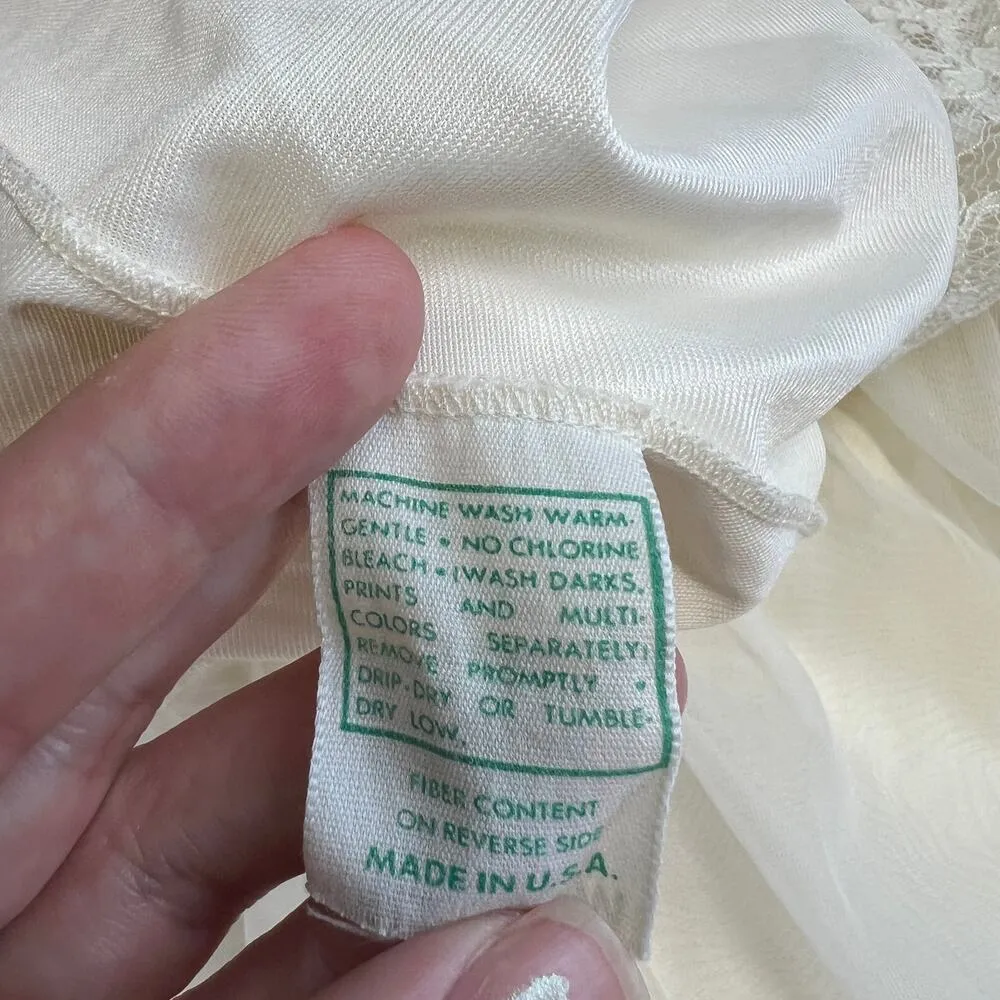 MACHINE WASH WARM.
GENTLE • NO CHLORINE
BLEACH • (WASH DARKS,
PRINTS AND MULTI-
COLORS SEPARATELY)
REMOVE PROMPTLY •
DRIP-DRY OR TUMBLE-
DRY LOW.
FIBER CONTENT
ON REVERSE SIDE
MADE IN U.S.A.